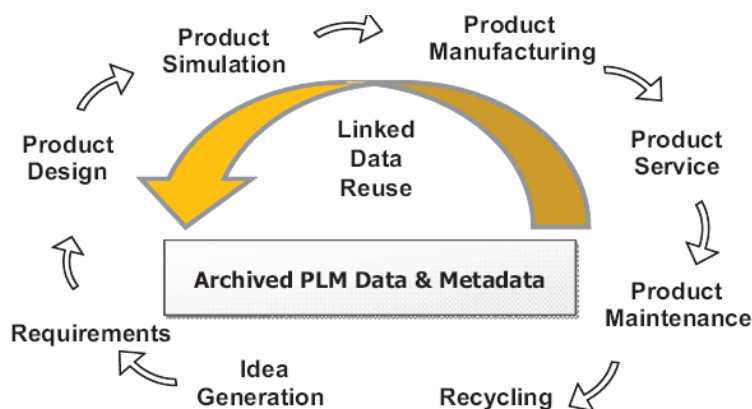 Product
Simulation
Product
Manufacturing
Product
Design
Linked
Data
Reuse
Product
Service
Archived PLM Data & Metadata
Product
Maintenance
Requirements
Idea
Generation
Recycling